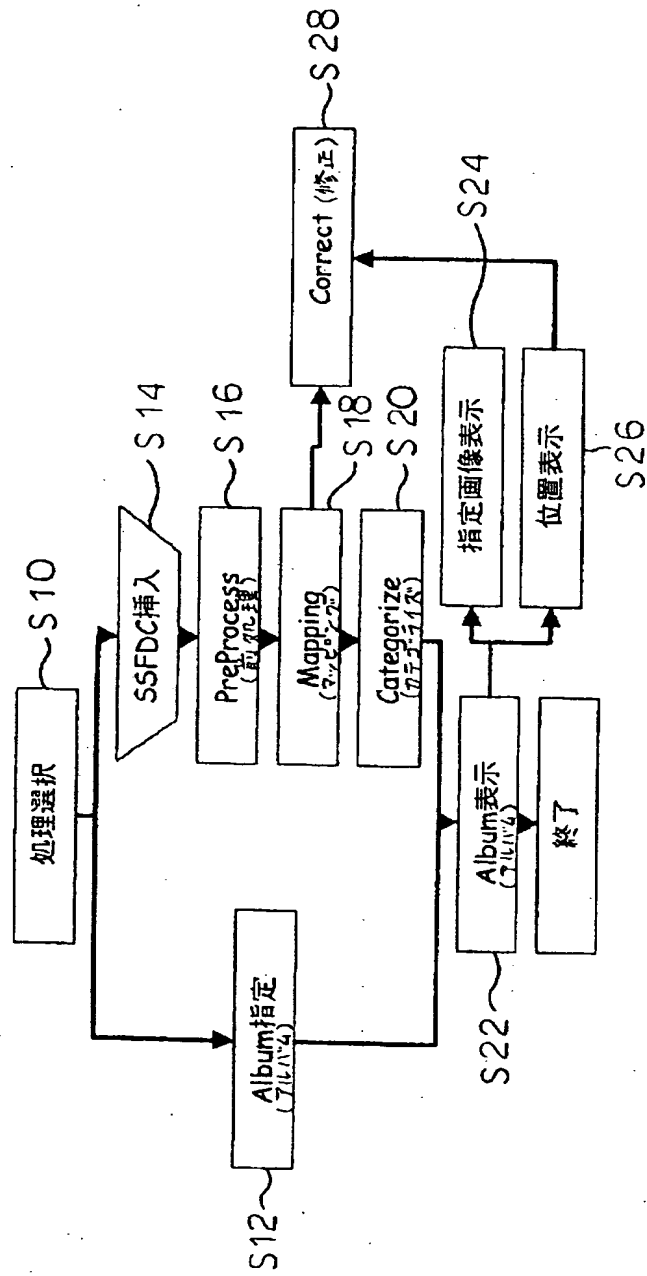 処理選択
S10
SSFDC挿入
S14
PreProcess
(前処理)
S16
Mapping
(マッピング)
S18
Categorize
(カテゴライズ)
S20
Correct (修正)
S28
Album指定
(アルバム)
S12
Album表示
(アルバム)
S22
終了
指定画像表示
S24
位置表示
S26